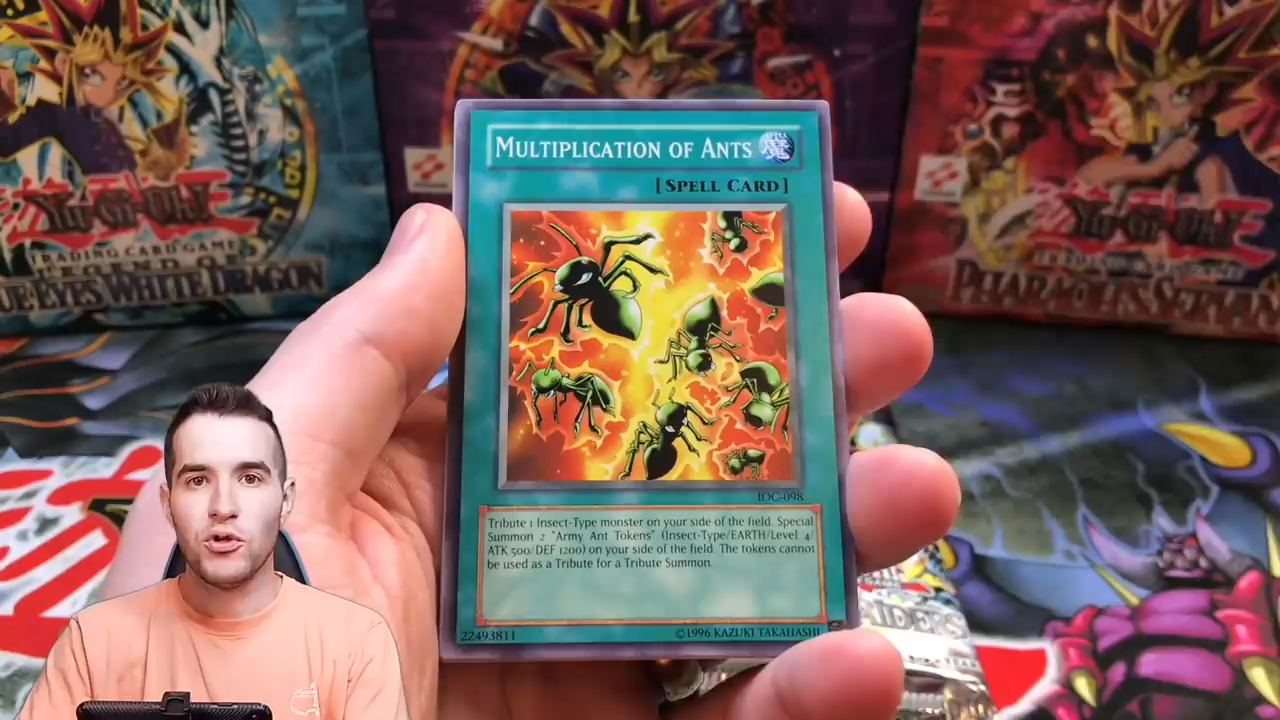 YU-GI-OH!
TRADING CARD GAME
LEGEND OF
BLUE EYES WHITE DRAGON
YU-GI-OH!
PHARAOH'S SERVANT
MULTIPLICATION OF ANTS
[SPELL CARD]
IOC-098
Tribute 1 Insect-Type monster on your side of the field. Special
Summon 2 "Army Ant Tokens" (Insect-Type/EARTH/Level 4/
ATK 500/DEF 1200) on your side of the field. The tokens cannot
be used as a Tribute for a Tribute Summon.
22493811
©1996 KAZUKI TAKAHASHI